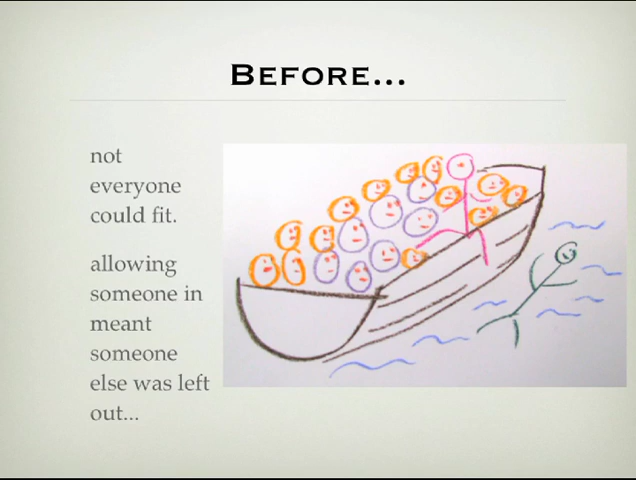 BEFORE...
not
everyone
could fit.
allowing
someone in
meant
someone
else was left
out...